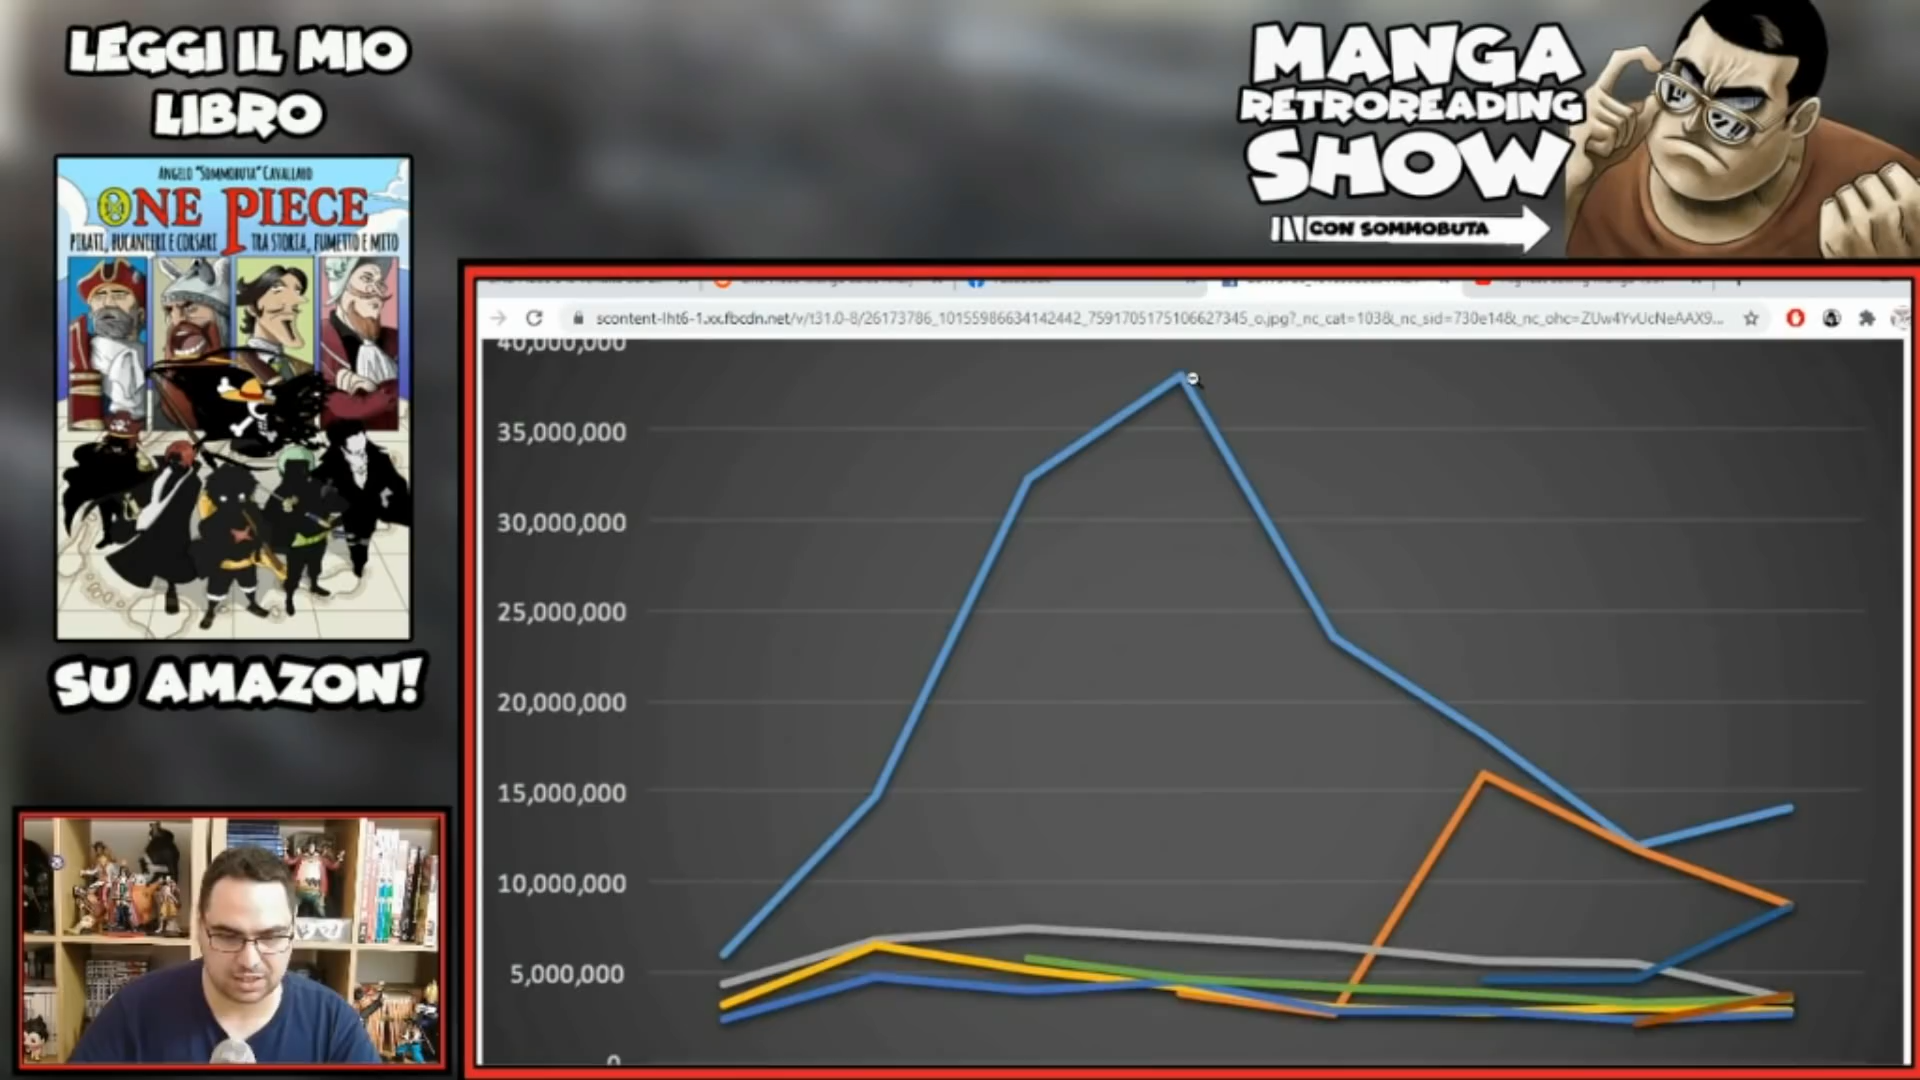 LEGGI IL MIO
LIBRO
ANGELO "SOMMOBUTA" CAVALLARO
ONE PIECE
PIRATI, BUCANIERI E CORSARI TRA STORIA, FUMETTO E MITO
SU AMAZON!
MANGA
RETROREADING
SHOW
CON SOMMOBUTA
scontent-lht6-1.xx.fbcdn.net/v/t31.0-8/26173786_10155986634142442_7591705175106627345_o.jpg?_nc_cat=103&_nc_sid=730e14&_nc_ohc=ZUw4YvUcNeAAX9...
40,000,000
35,000,000
30,000,000
25,000,000
20,000,000
15,000,000
10,000,000
5,000,000
0